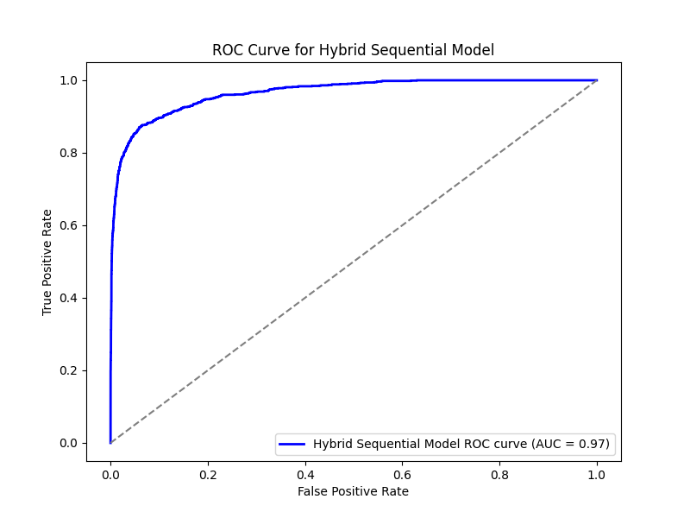 ROC Curve for Hybrid Sequential Model
True Positive Rate
1.0
0.8
0.6
0.4
0.2
0.0
Hybrid Sequential Model ROC curve (AUC = 0.97)
0.0 0.2 0.4 0.6 0.8 1.0
False Positive Rate